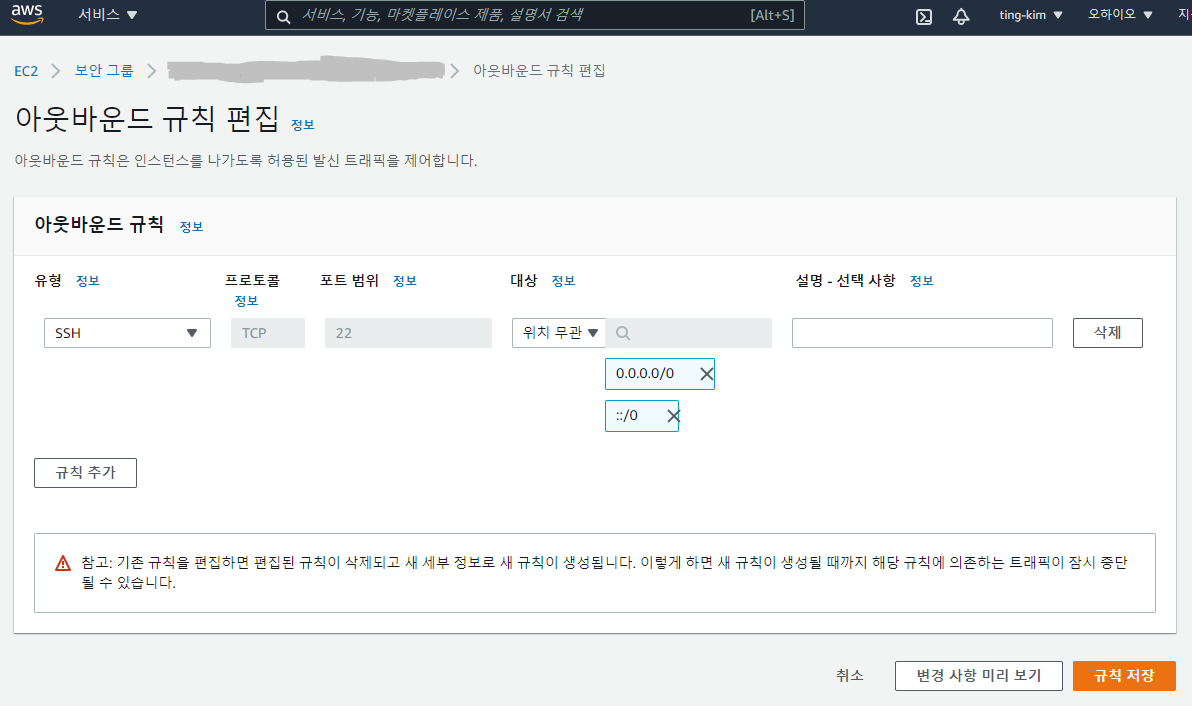 aws 서비스 서비스, 기능, 마켓플레이스 제품, 설명서 검색 [Alt+S] ting-kim 오하이오
EC2 보안 그룹 아웃바운드 규칙 편집
아웃바운드 규칙 편집 정보
아웃바운드 규칙은 인스턴스를 나가도록 허용된 발신 트래픽을 제어합니다.
아웃바운드 규칙 정보
유형 정보 프로토콜 정보 포트 범위 정보 대상 정보 설명 - 선택 사항 정보
SSH TCP 22 위치 무관 삭제
0.0.0.0/0
::/0
규칙 추가
참고: 기존 규칙을 편집하면 편집된 규칙이 삭제되고 새 세부 정보로 새 규칙이 생성됩니다. 이렇게 하면 새 규칙이 생성될 때까지 해당 규칙에 의존하는 트래픽이 잠시 중단
될 수 있습니다.
취소 변경 사항 미리 보기 규칙 저장